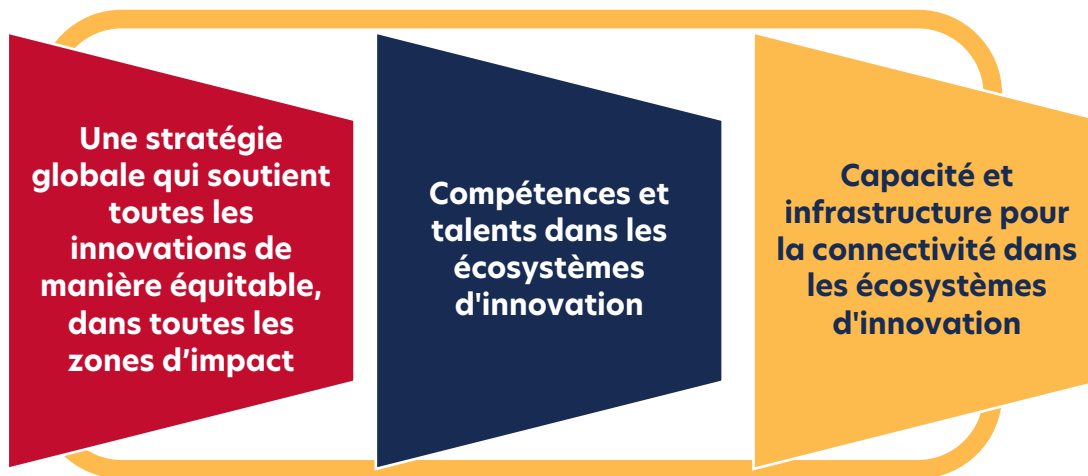 Une stratégie
globale qui soutient
toutes les
innovations de
manière équitable,
dans toutes les
zones d’impact
Compétences et
talents dans les
écosystèmes
d'innovation
Capacité et
infrastructure pour
la connectivité dans
les écosystèmes
d'innovation